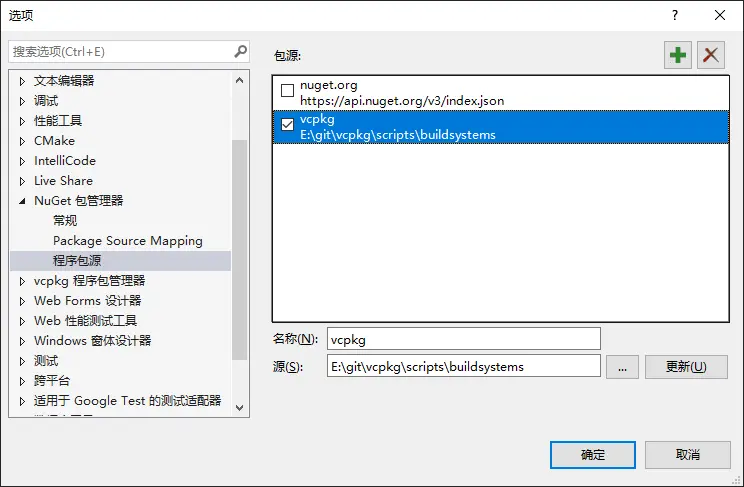 选项
搜索选项(Ctrl+E)
文本编辑器
调试
性能工具
CMake
IntelliCode
Live Share
NuGet 包管理器
常规
Package Source Mapping
程序包源
vcpkg 程序包管理器
Web Forms 设计器
Web 性能测试工具
Windows 窗体设计器
测试
跨平台
适用于 Google Test 的测试适配器
包源:
nuget.org
https://api.nuget.org/v3/index.json
vcpkg
E:\git\vcpkg\scripts\buildsystems
名称(N): vcpkg
源(S): E:\git\vcpkg\scripts\buildsystems ... 更新(U)
确定 取消